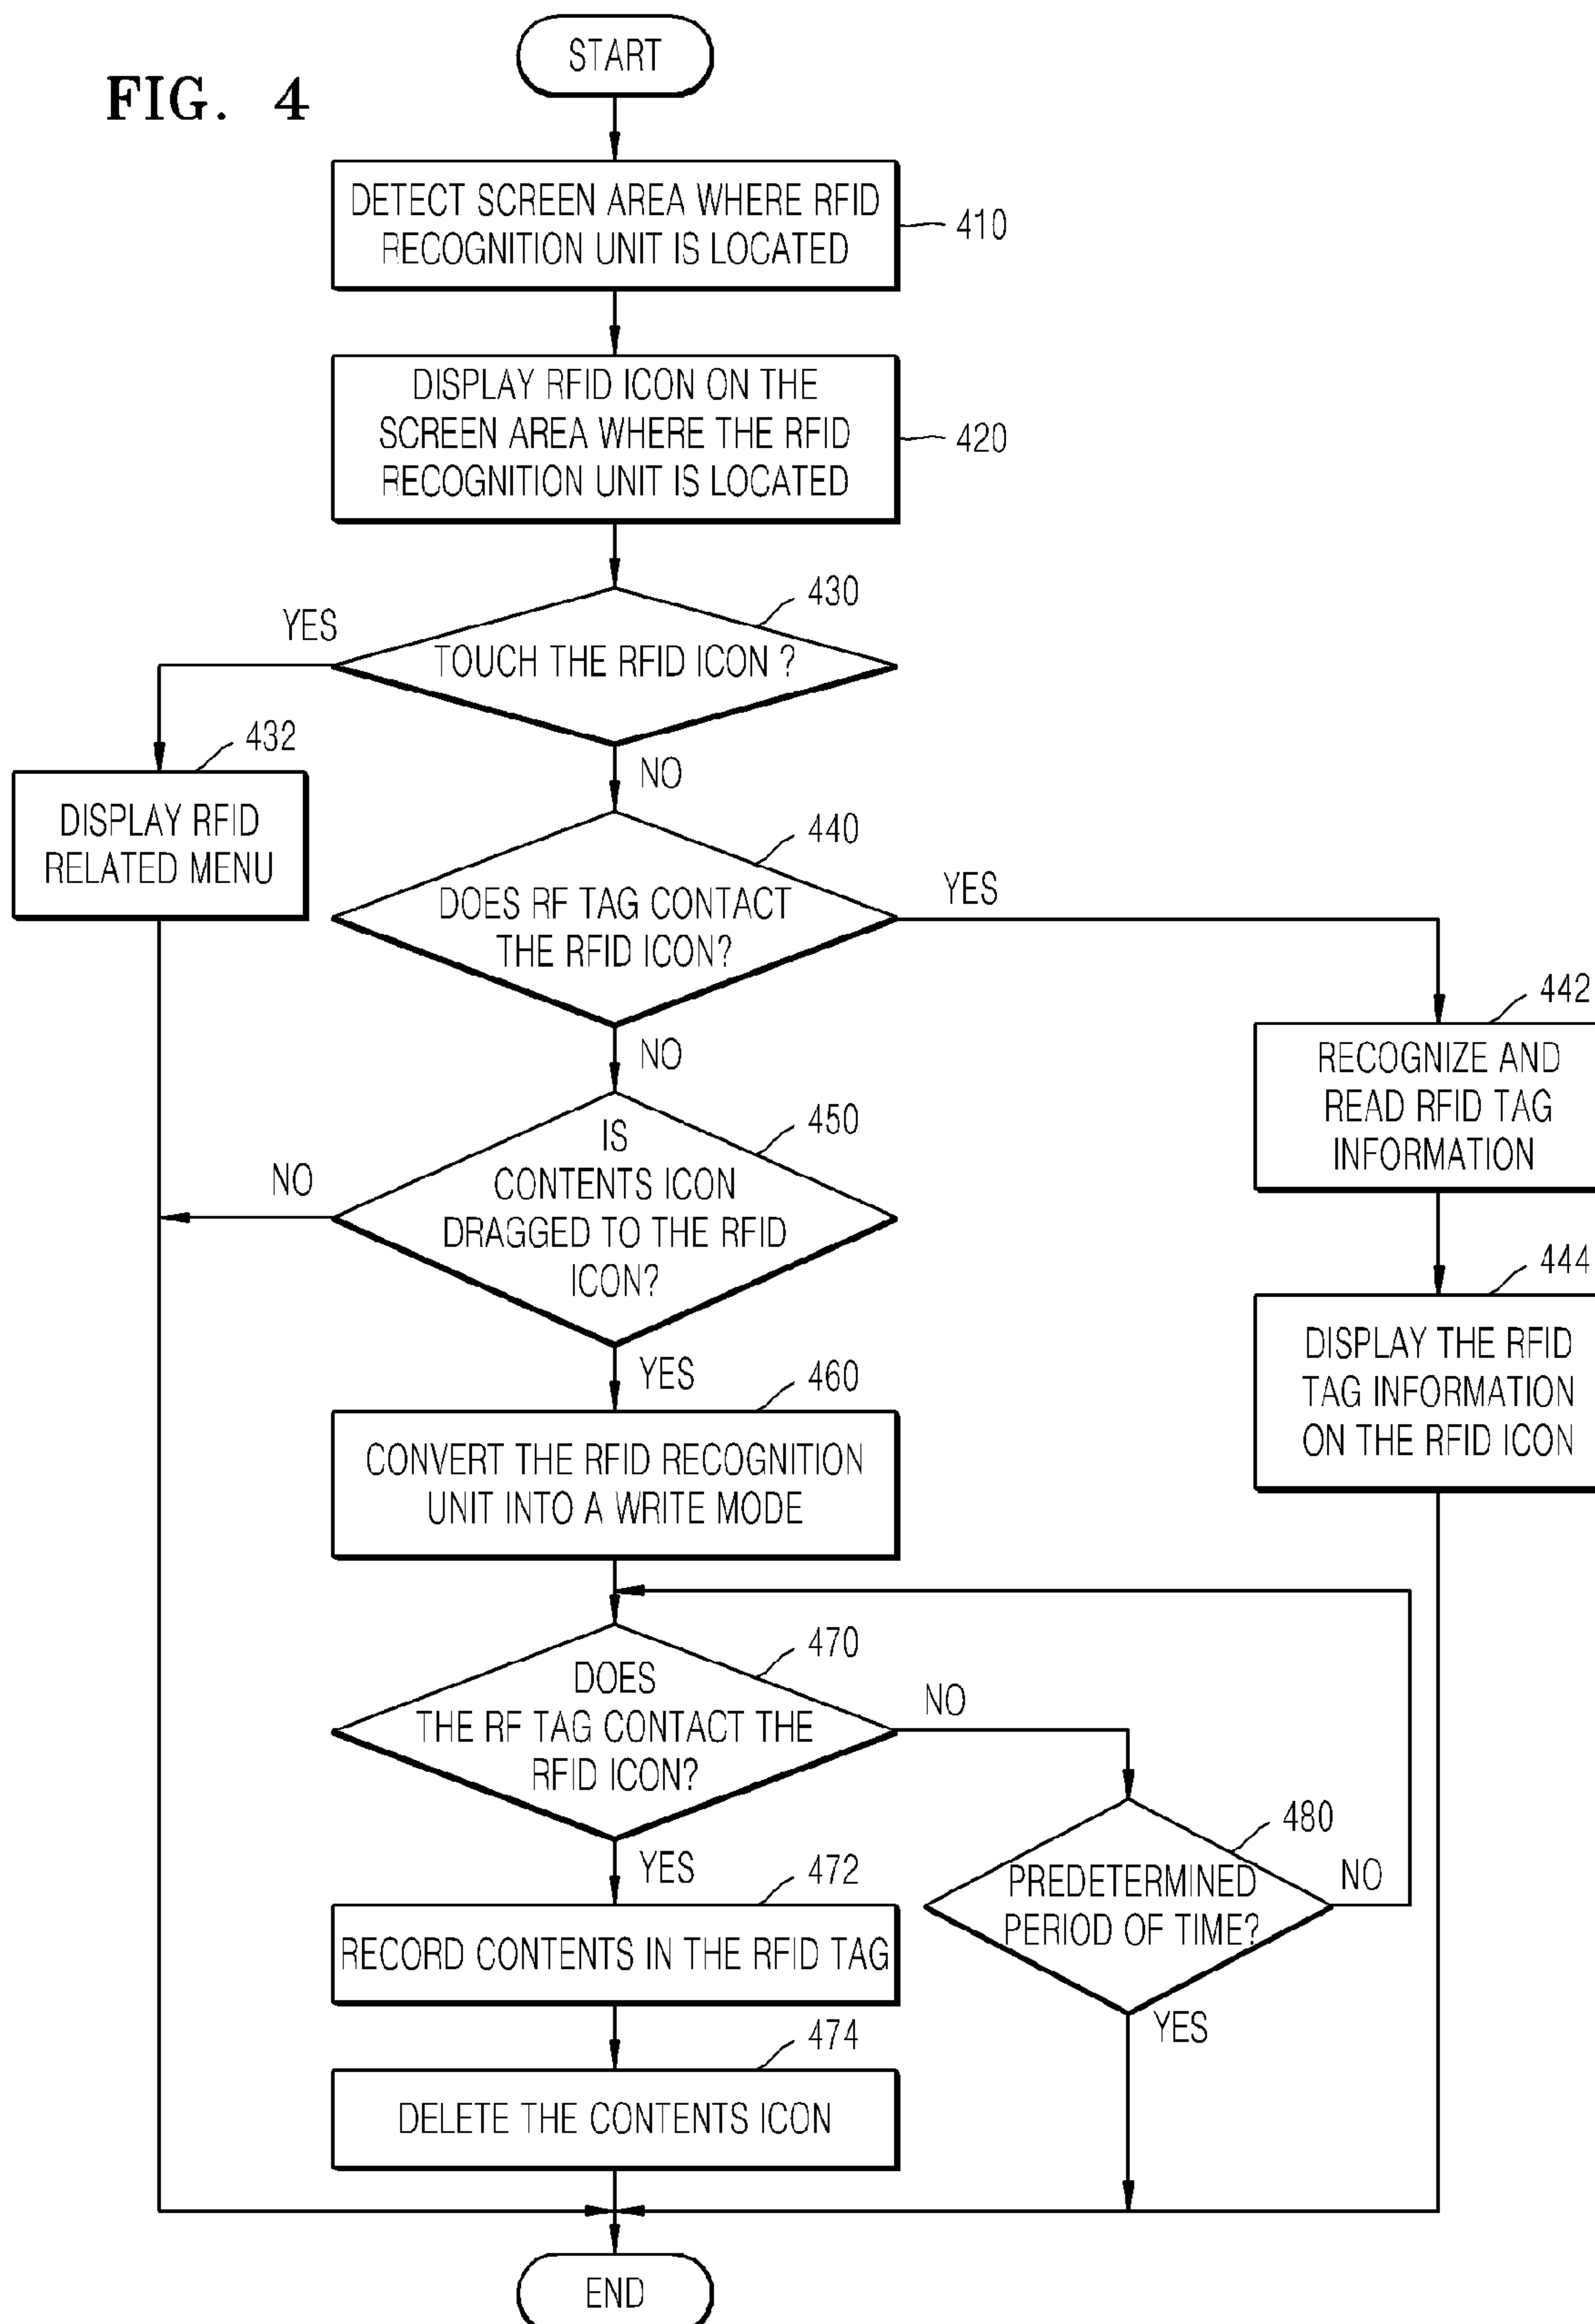 START
FIG. 4
DETECT SCREEN AREA WHERE RFID
RECOGNITION UNIT IS LOCATED
410
DISPLAY RFID ICON ON THE
SCREEN AREA WHERE THE RFID
RECOGNITION UNIT IS LOCATED
420
430
YES
TOUCH THE RFID ICON ?
432
NO
DISPLAY RFID
RELATED MENU
440
YES
DOES RF TAG CONTACT
THE RFID ICON?
442
NO
RECOGNIZE AND
READ RFID TAG
INFORMATION
450
IS
CONTENTS ICON
DRAGGED TO THE RFID
ICON?
NO
444
DISPLAY THE RFID
TAG INFORMATION
ON THE RFID ICON
YES
460
CONVERT THE RFID RECOGNITION
UNIT INTO A WRITE MODE
470
DOES
THE RF TAG CONTACT THE
RFID ICON?
NO
480
PREDETERMINED
PERIOD OF TIME?
NO
YES
YES
472
RECORD CONTENTS IN THE RFID TAG
474
DELETE THE CONTENTS ICON
END